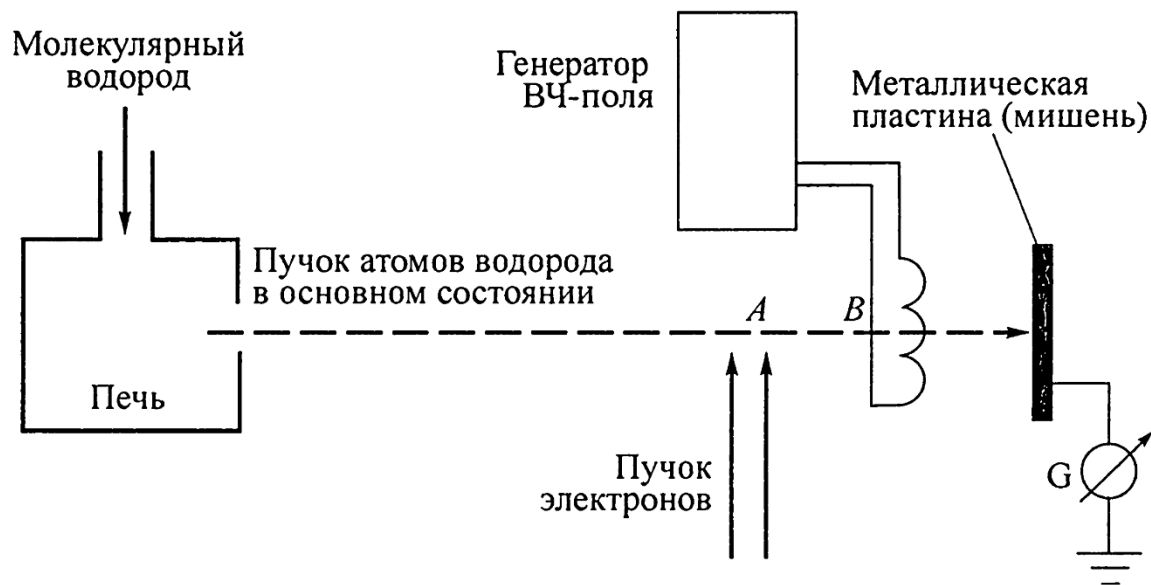 Молекулярный
водород
Генератор
ВЧ-поля
Металлическая
пластина (мишень)
Пучок атомов водорода
в основном состоянии
A
B
Печь
Пучок
электронов
G